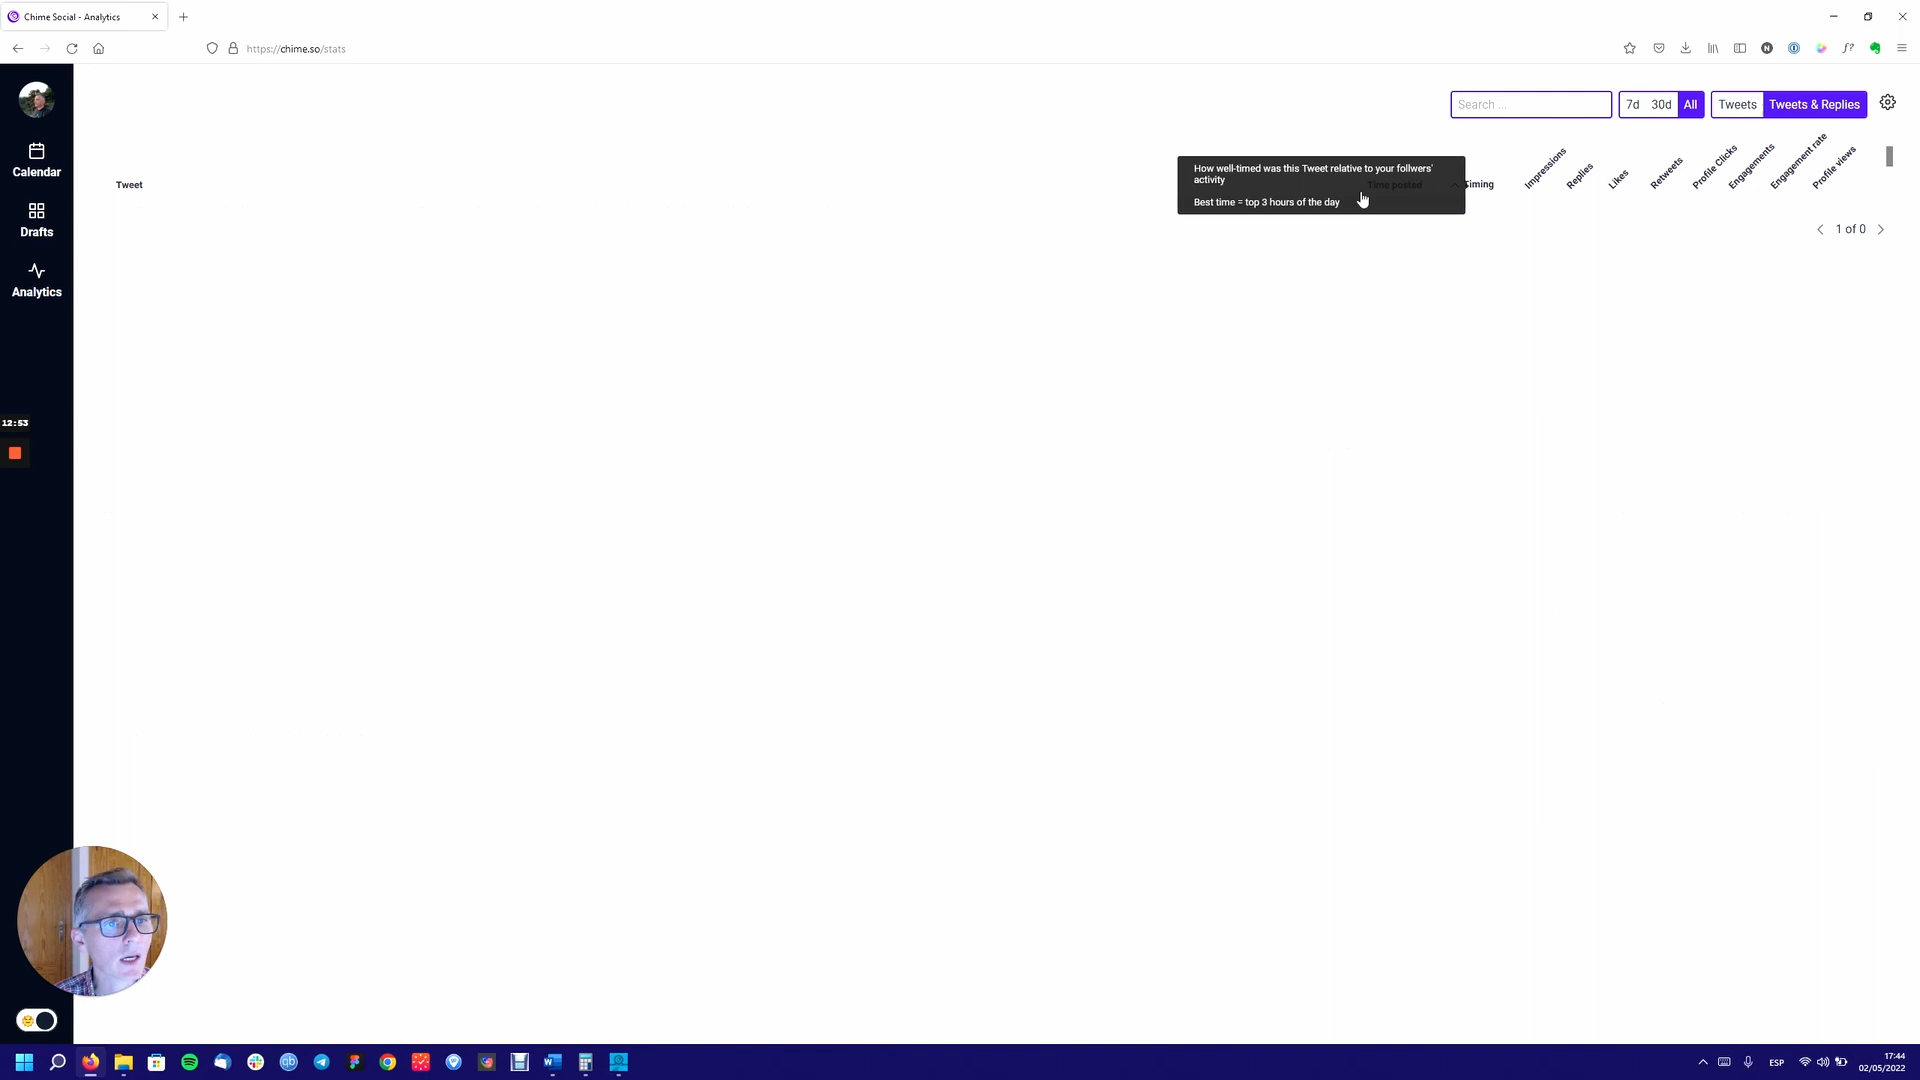 Chime Social - Analytics
https://chime.so/stats
Search ...
7d 30d All
Tweets Tweets & Replies
Calendar
Drafts
Analytics
How well-timed was this Tweet relative to your follwers'
activity
Best time = top 3 hours of the day
Tweet
Time posted
Timing
Impressions
Replies
Likes
Retweets
Profile Clicks
Engagements
Engagement rate
Profile views
1 of 0
12:53
ESP
17:44
02/05/2022